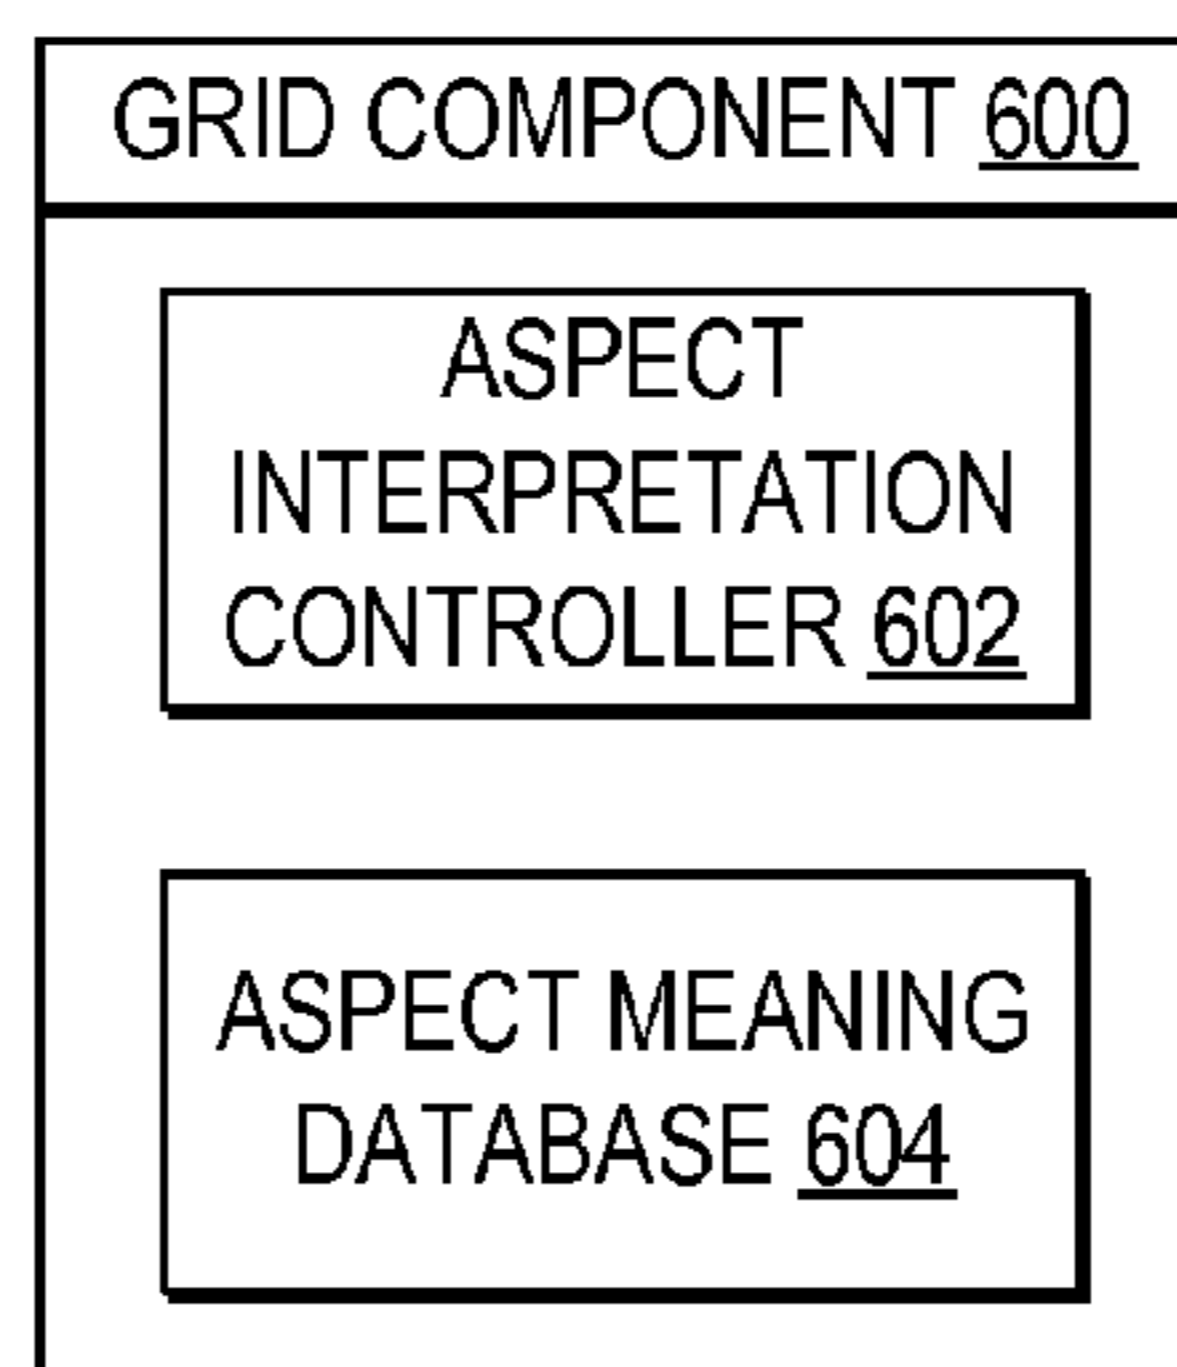 GRID COMPONENT 600
ASPECT
INTERPRETATION
CONTROLLER 602
ASPECT MEANING
DATABASE 604